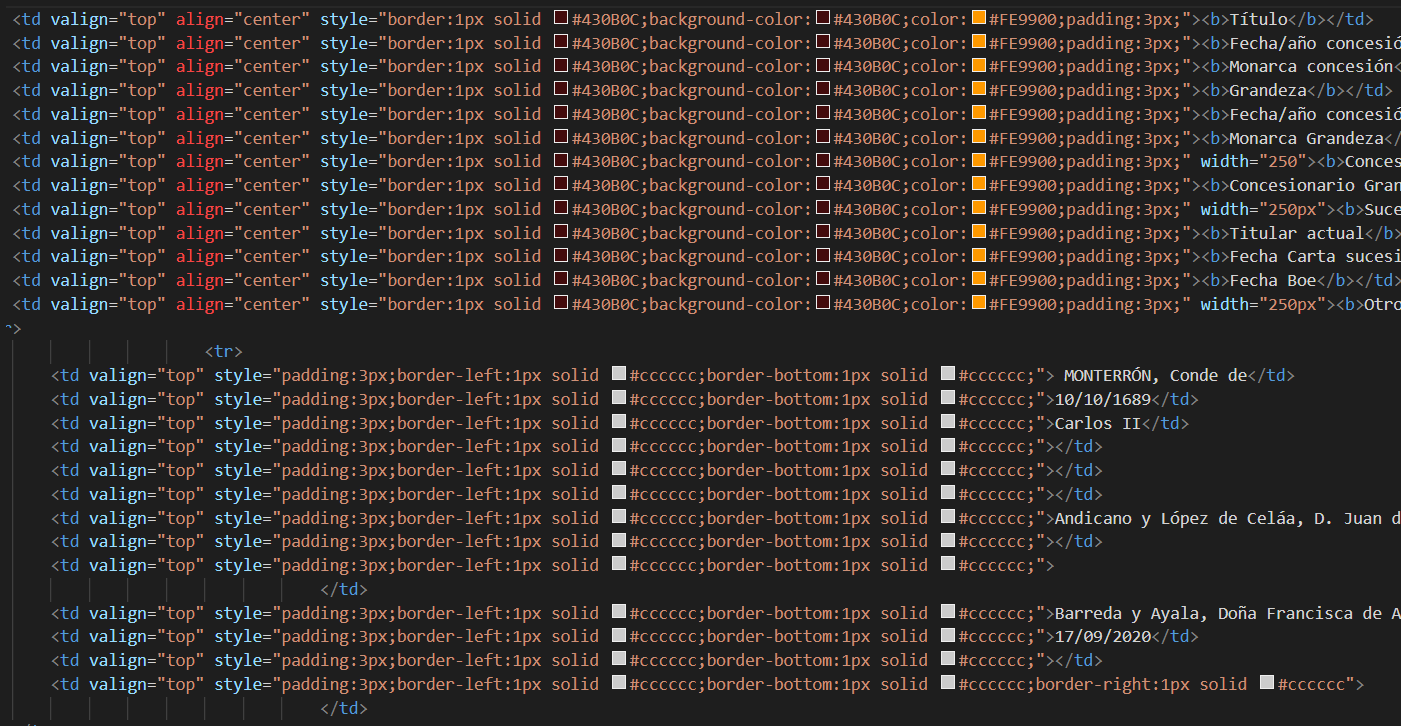 <td valign="top" align="center" style="border:1px solid #430B0C;background-color:#430B0C;color:#FE9900;padding:3px;"><b>Título</b></td>
<td valign="top" align="center" style="border:1px solid #430B0C;background-color:#430B0C;color:#FE9900;padding:3px;"><b>Fecha/año concesió
<td valign="top" align="center" style="border:1px solid #430B0C;background-color:#430B0C;color:#FE9900;padding:3px;"><b>Monarca concesión<
<td valign="top" align="center" style="border:1px solid #430B0C;background-color:#430B0C;color:#FE9900;padding:3px;"><b>Grandeza</b></td>
<td valign="top" align="center" style="border:1px solid #430B0C;background-color:#430B0C;color:#FE9900;padding:3px;"><b>Fecha/año concesió
<td valign="top" align="center" style="border:1px solid #430B0C;background-color:#430B0C;color:#FE9900;padding:3px;"><b>Monarca Grandeza</
<td valign="top" align="center" style="border:1px solid #430B0C;background-color:#430B0C;color:#FE9900;padding:3px;" width="250"><b>Conces
<td valign="top" align="center" style="border:1px solid #430B0C;background-color:#430B0C;color:#FE9900;padding:3px;"><b>Concesionario Gran
<td valign="top" align="center" style="border:1px solid #430B0C;background-color:#430B0C;color:#FE9900;padding:3px;" width="250px"><b>Suce
<td valign="top" align="center" style="border:1px solid #430B0C;background-color:#430B0C;color:#FE9900;padding:3px;"><b>Titular actual</b>
<td valign="top" align="center" style="border:1px solid #430B0C;background-color:#430B0C;color:#FE9900;padding:3px;"><b>Fecha Carta sucesi
<td valign="top" align="center" style="border:1px solid #430B0C;background-color:#430B0C;color:#FE9900;padding:3px;"><b>Fecha Boe</b></td>
<td valign="top" align="center" style="border:1px solid #430B0C;background-color:#430B0C;color:#FE9900;padding:3px;" width="250px"><b>Otro
>
<tr>
<td valign="top" style="padding:3px;border-left:1px solid #cccccc;border-bottom:1px solid #cccccc;"> MONTERRÓN, Conde de</td>
<td valign="top" style="padding:3px;border-left:1px solid #cccccc;border-bottom:1px solid #cccccc;">10/10/1689</td>
<td valign="top" style="padding:3px;border-left:1px solid #cccccc;border-bottom:1px solid #cccccc;">Carlos II</td>
<td valign="top" style="padding:3px;border-left:1px solid #cccccc;border-bottom:1px solid #cccccc;"></td>
<td valign="top" style="padding:3px;border-left:1px solid #cccccc;border-bottom:1px solid #cccccc;"></td>
<td valign="top" style="padding:3px;border-left:1px solid #cccccc;border-bottom:1px solid #cccccc;"></td>
<td valign="top" style="padding:3px;border-left:1px solid #cccccc;border-bottom:1px solid #cccccc;">Andicano y López de Celáa, D. Juan d
<td valign="top" style="padding:3px;border-left:1px solid #cccccc;border-bottom:1px solid #cccccc;"></td>
<td valign="top" style="padding:3px;border-left:1px solid #cccccc;border-bottom:1px solid #cccccc;">
</td>
<td valign="top" style="padding:3px;border-left:1px solid #cccccc;border-bottom:1px solid #cccccc;">Barreda y Ayala, Doña Francisca de A
<td valign="top" style="padding:3px;border-left:1px solid #cccccc;border-bottom:1px solid #cccccc;">17/09/2020</td>
<td valign="top" style="padding:3px;border-left:1px solid #cccccc;border-bottom:1px solid #cccccc;"></td>
<td valign="top" style="padding:3px;border-left:1px solid #cccccc;border-bottom:1px solid #cccccc;border-right:1px solid #cccccc">
</td>